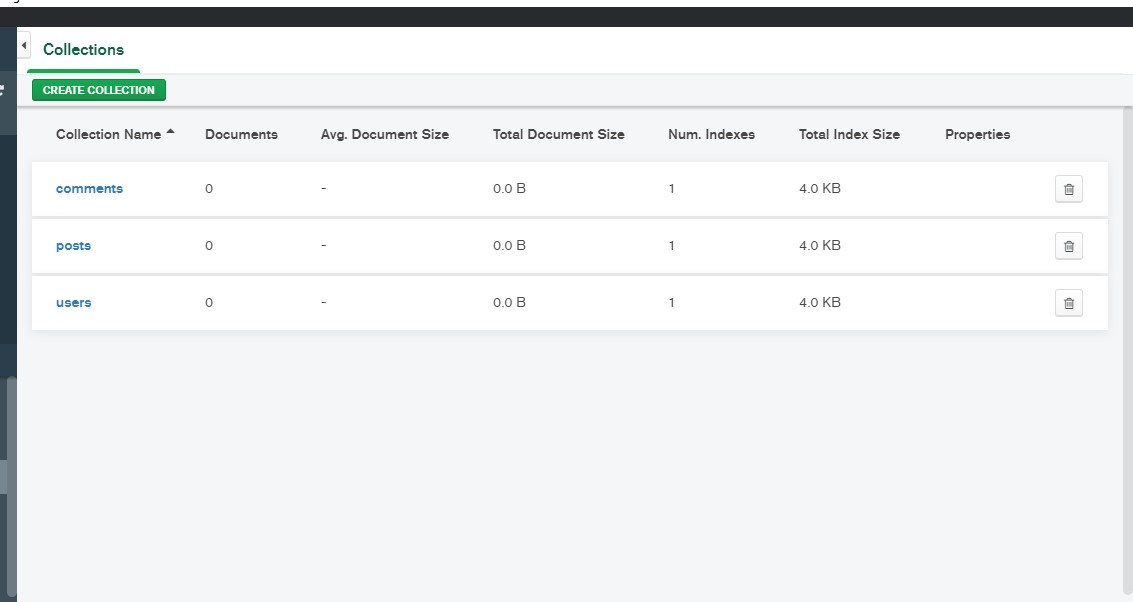 Collections
CREATE COLLECTION
Collection Name Documents Avg. Document Size Total Document Size Num. Indexes Total Index Size Properties
comments 0 - 0.0 B 1 4.0 KB
posts 0 - 0.0 B 1 4.0 KB
users 0 - 0.0 B 1 4.0 KB